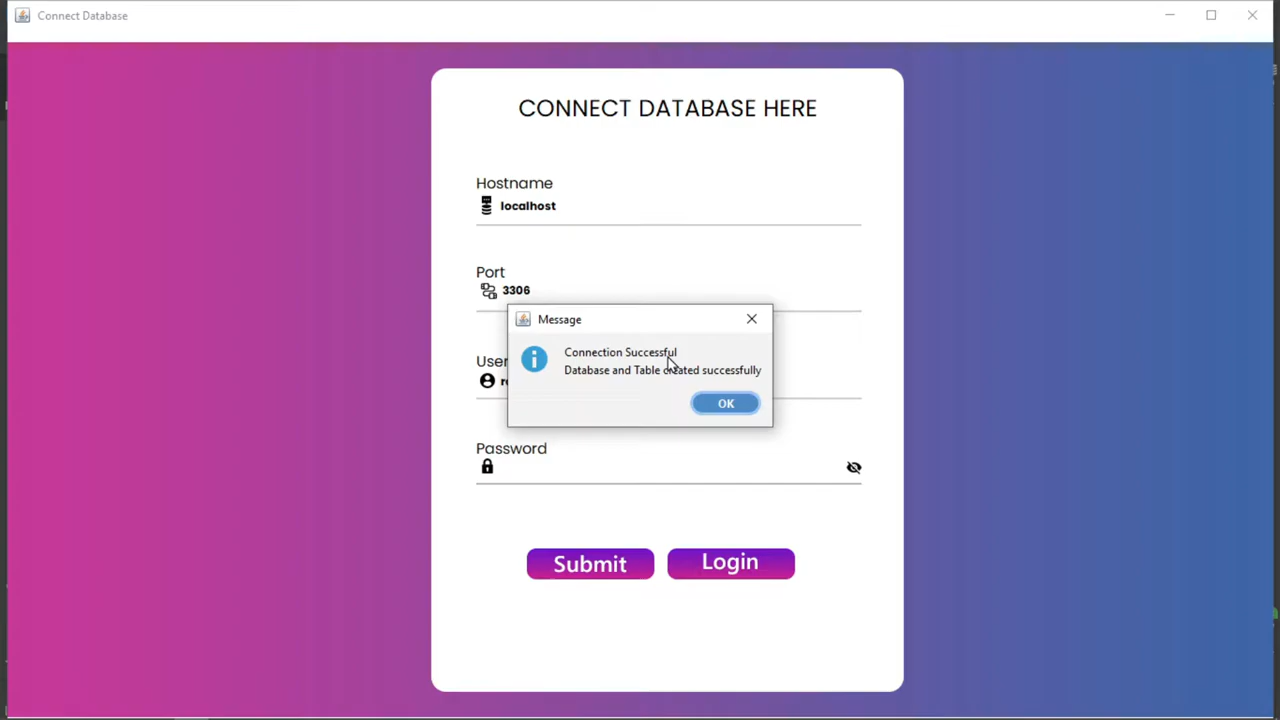 Connect Database
CONNECT DATABASE HERE
Hostname
localhost
Port
3306
Message
Connection Successful
Database and Table created successfully
OK
Password
Submit
Login